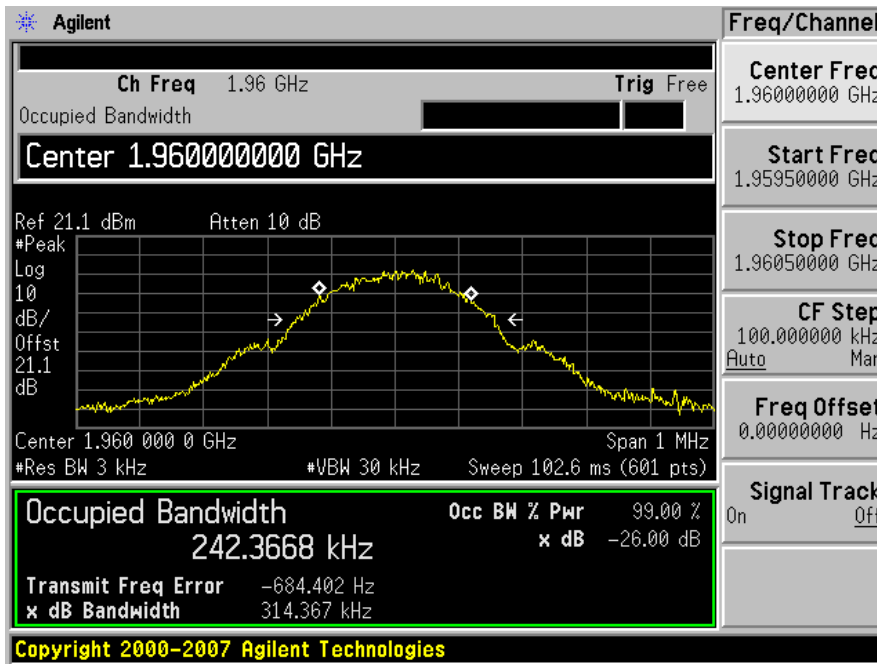 Agilent
Freq/Channel
Ch Freq 1.96 GHz Trig Free
Occupied Bandwidth
Center 1.960000000 GHz
Ref 21.1 dBm Atten 10 dB
#Peak
Log
10
dB/
Offst
21.1
dB
Center 1.960 000 0 GHz Span 1 MHz
#Res BW 3 kHz #VBW 30 kHz Sweep 102.6 ms (601 pts)
Occupied Bandwidth
242.3668 kHz
Occ BW % Pwr 99.00 %
x dB -26.00 dB
Transmit Freq Error -684.402 Hz
x dB Bandwidth 314.367 kHz
Center Freq
1.96000000 GHz
Start Freq
1.95950000 GHz
Stop Freq
1.96050000 GHz
CF Step
100.000000 kHz
Auto Man
Freq Offset
0.00000000 Hz
Signal Track
On Off
Copyright 2000-2007 Agilent Technologies